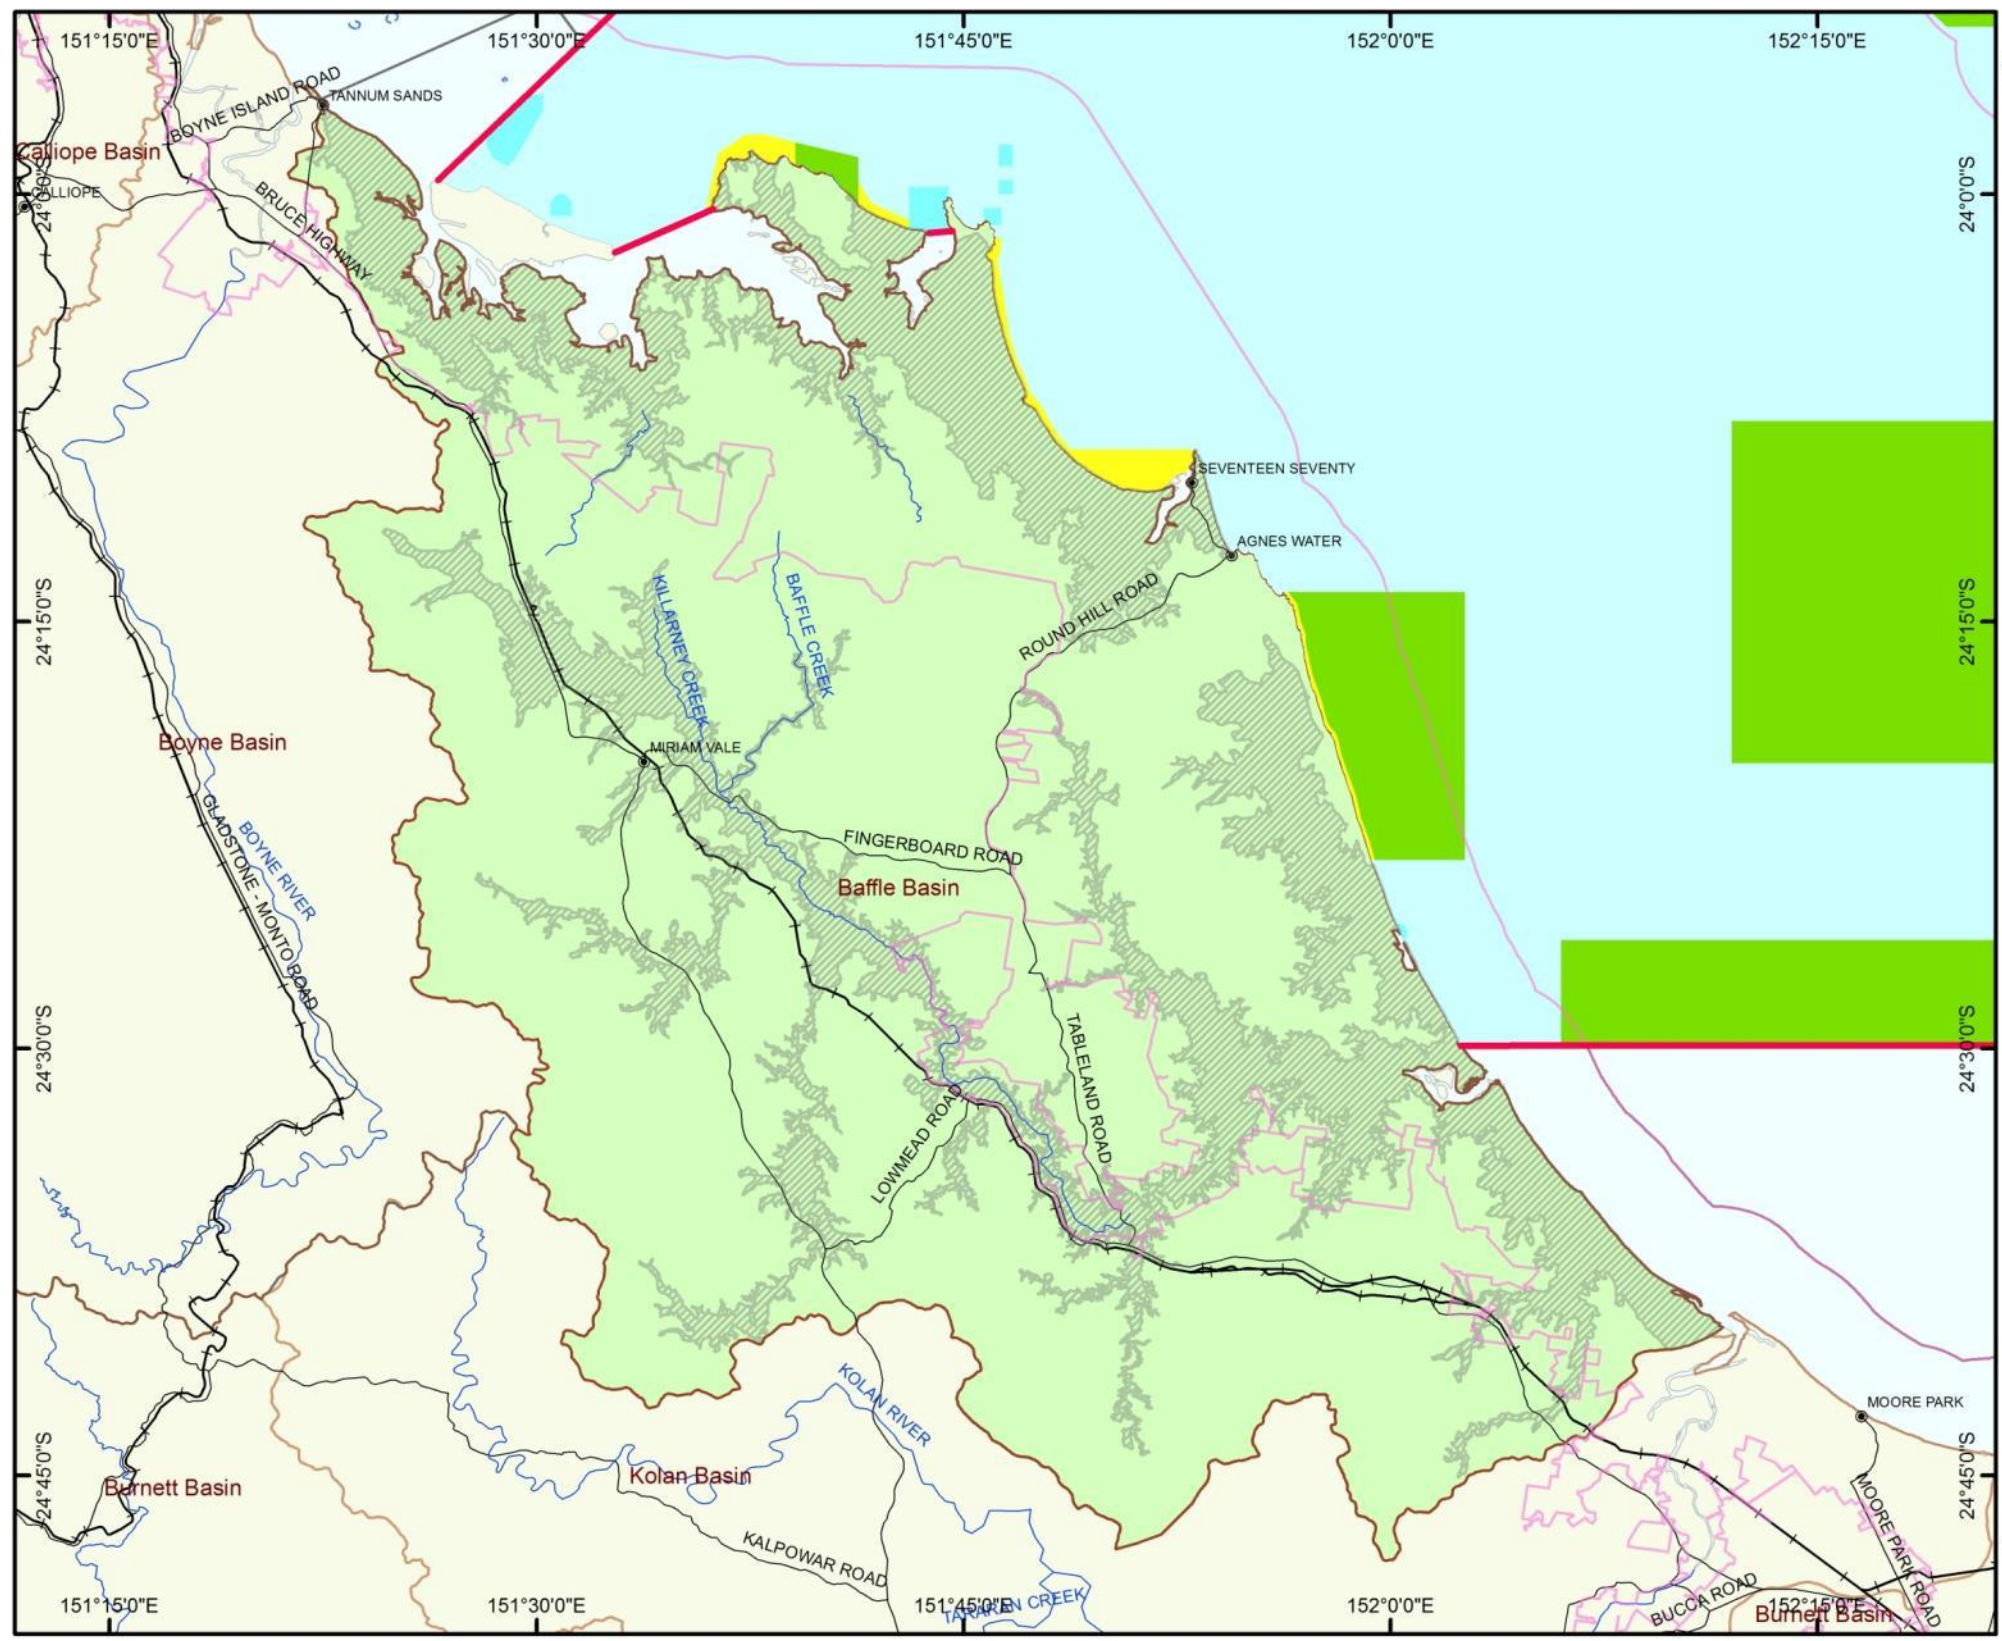 151°15'0"E
151°30'0"E
151°45'0"E
152°0'0"E
152°15'0"E
BOYNE ISLAND ROAD
TANNUM SANDS
Calliope Basin
CALLIOPE
24°0'0"S
24°0'0"S
BRUCE HIGHWAY
SEVENTEEN SEVENTY
AGNES WATER
ROUND HILL ROAD
24°15'0"S
24°15'0"S
KILLARNEY CREEK
BAFFLE CREEK
Boyne Basin
MIRIAM VALE
GLADSTONE - MONTO ROAD
BOYNE RIVER
FINGERBOARD ROAD
Baffle Basin
24°30'0"S
24°30'0"S
TABLELAND ROAD
LOWMEAD ROAD
KOLAN RIVER
MOORE PARK
24°45'0"S
24°45'0"S
Burnett Basin
Kolan Basin
KALPOWAR ROAD
MOORE PARK ROAD
TARARAN CREEK
BUCCA ROAD
Burnett Basin
151°15'0"E
151°30'0"E
151°45'0"E
152°0'0"E
152°15'0"E